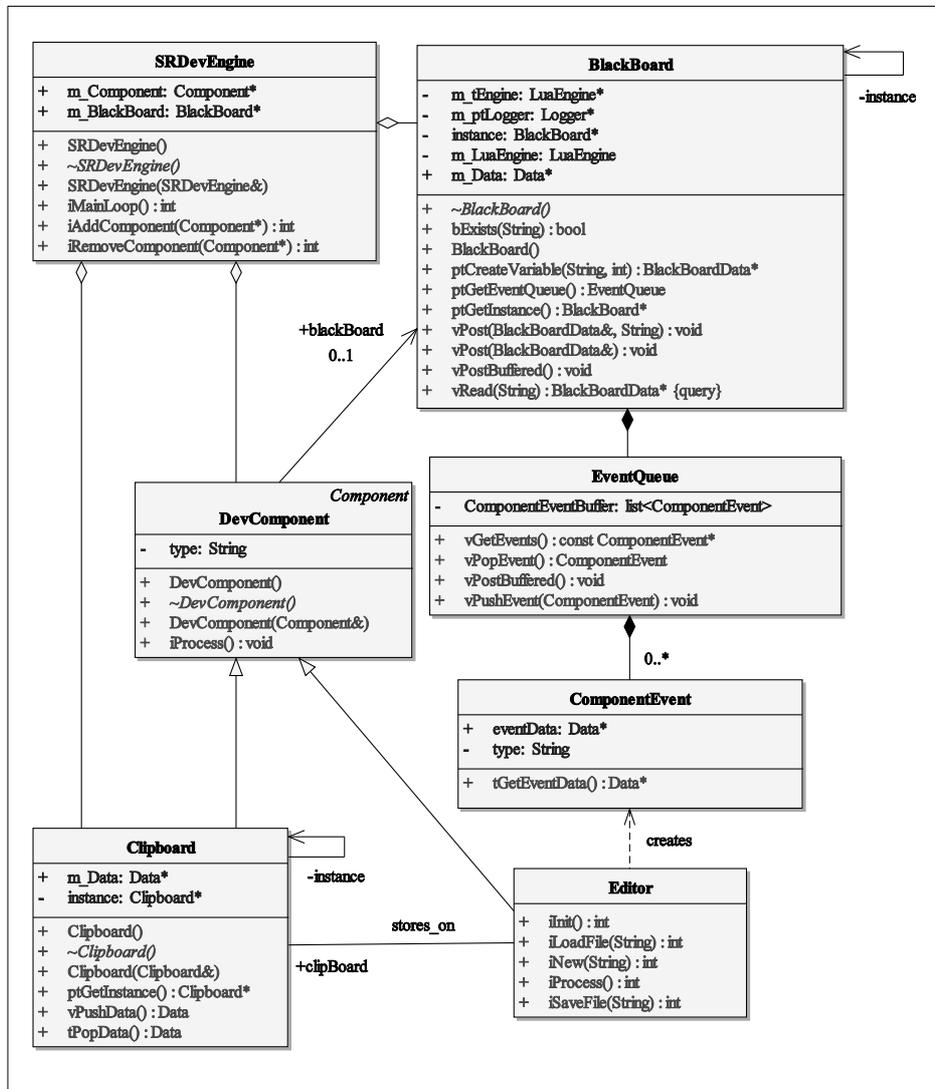 SRDevEngine
+ m_Component: Component*
+ m_BlackBoard: BlackBoard*
+ SRDevEngine()
+ ~SRDevEngine()
+ SRDevEngine(SRDevEngine&)
+ iMainLoop() : int
+ iAddComponent(Component*) : int
+ iRemoveComponent(Component*) : int
BlackBoard
- m_tEngine: LuaEngine*
- m_ptLogger: Logger*
- instance: BlackBoard*
- m_LuaEngine: LuaEngine
+ m_Data: Data*
+ ~BlackBoard()
+ bExists(String) : bool
+ BlackBoard()
+ ptCreateVariable(String, int) : BlackBoardData*
+ ptGetEventQueue() : EventQueue
+ ptGetInstance() : BlackBoard*
+ vPost(BlackBoardData&, String) : void
+ vPost(BlackBoardData&) : void
+ vPostBuffered() : void
+ vRead(String) : BlackBoardData* {query}
-instance
+blackBoard
0..1
Component
DevComponent
- type: String
+ DevComponent()
+ ~DevComponent()
+ DevComponent(Component&)
+ iProcess() : void
EventQueue
- ComponentEventBuffer: list<ComponentEvent>
+ vGetEvents() : const ComponentEvent*
+ vPopEvent() : ComponentEvent
+ vPostBuffered() : void
+ vPushEvent(ComponentEvent) : void
0..*
ComponentEvent
+ eventData: Data*
- type: String
+ tGetEventData() : Data*
creates
Clipboard
+ m_Data: Data*
- instance: Clipboard*
+ Clipboard()
+ ~Clipboard()
+ Clipboard(Clipboard&)
+ ptGetInstance() : Clipboard*
+ vPushData() : Data
+ tPopData() : Data
-instance
stores_on
+clipBoard
Editor
+ iInit() : int
+ iLoadFile(String) : int
+ iNew(String) : int
+ iProcess() : int
+ iSaveFile(String) : int